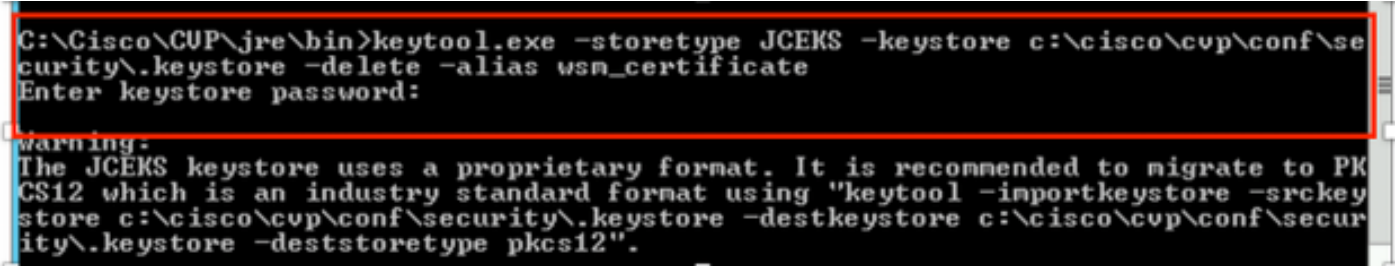 C:\Cisco\CVP\jre\bin>keytool.exe -storetype JCEKS -keystore c:\cisco\cvp\conf\se
curity\.keystore -delete -alias wsm_certificate
Enter keystore password:
Warning:
The JCEKS keystore uses a proprietary format. It is recommended to migrate to PK
CS12 which is an industry standard format using "keytool -importkeystore -srckey
store c:\cisco\cvp\conf\security\.keystore -destkeystore c:\cisco\cvp\conf\secur
ity\.keystore -deststoretype pkcs12".